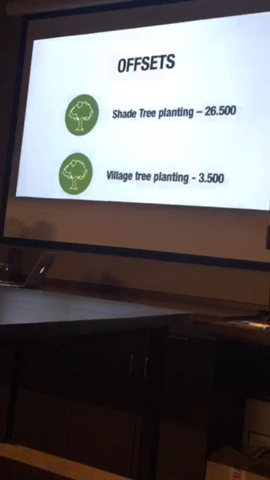 OFFSETS
Shade Tree planting – 26.500
Village tree planting - 3.500